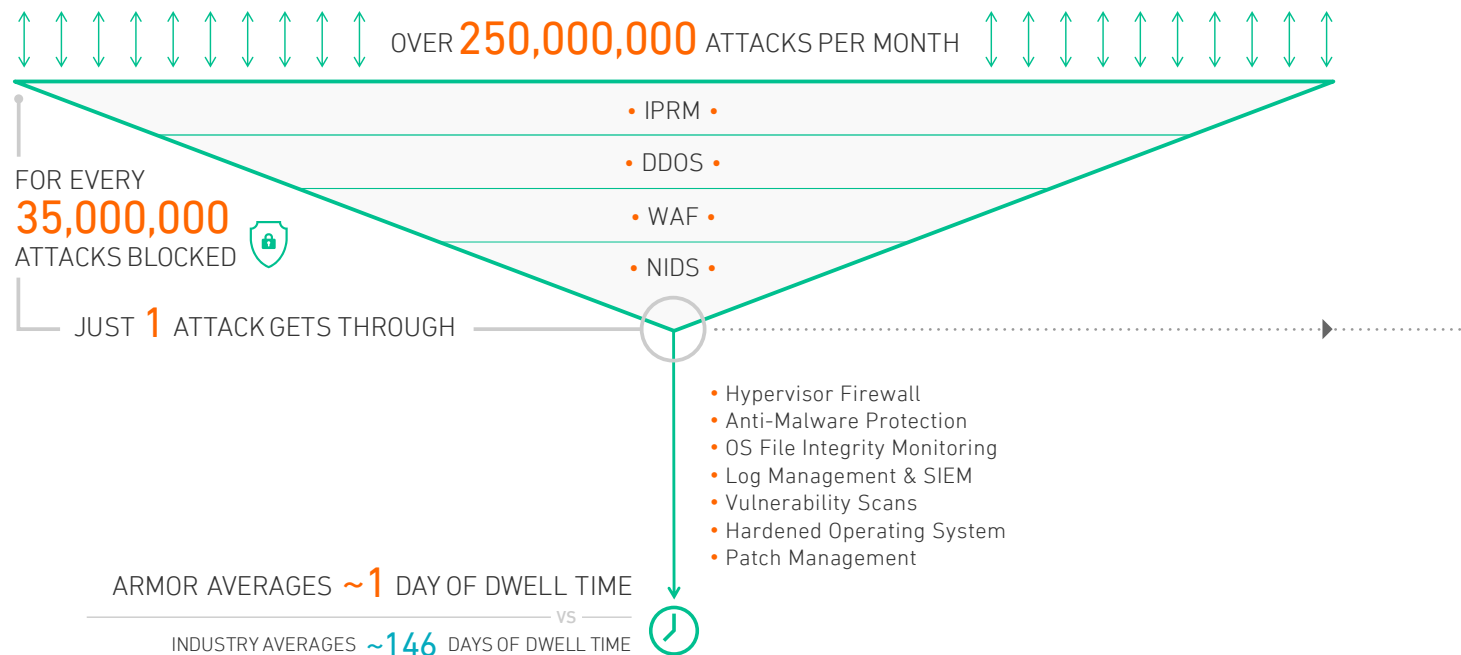 OVER 250,000,000 ATTACKS PER MONTH
• IPRM •
• DDOS •
• WAF •
• NIDS •
FOR EVERY
35,000,000
ATTACKS BLOCKED
JUST 1 ATTACK GETS THROUGH
• Hypervisor Firewall
• Anti-Malware Protection
• OS File Integrity Monitoring
• Log Management & SIEM
• Vulnerability Scans
• Hardened Operating System
• Patch Management
ARMOR AVERAGES ~1 DAY OF DWELL TIME
VS
INDUSTRY AVERAGES ~146 DAYS OF DWELL TIME